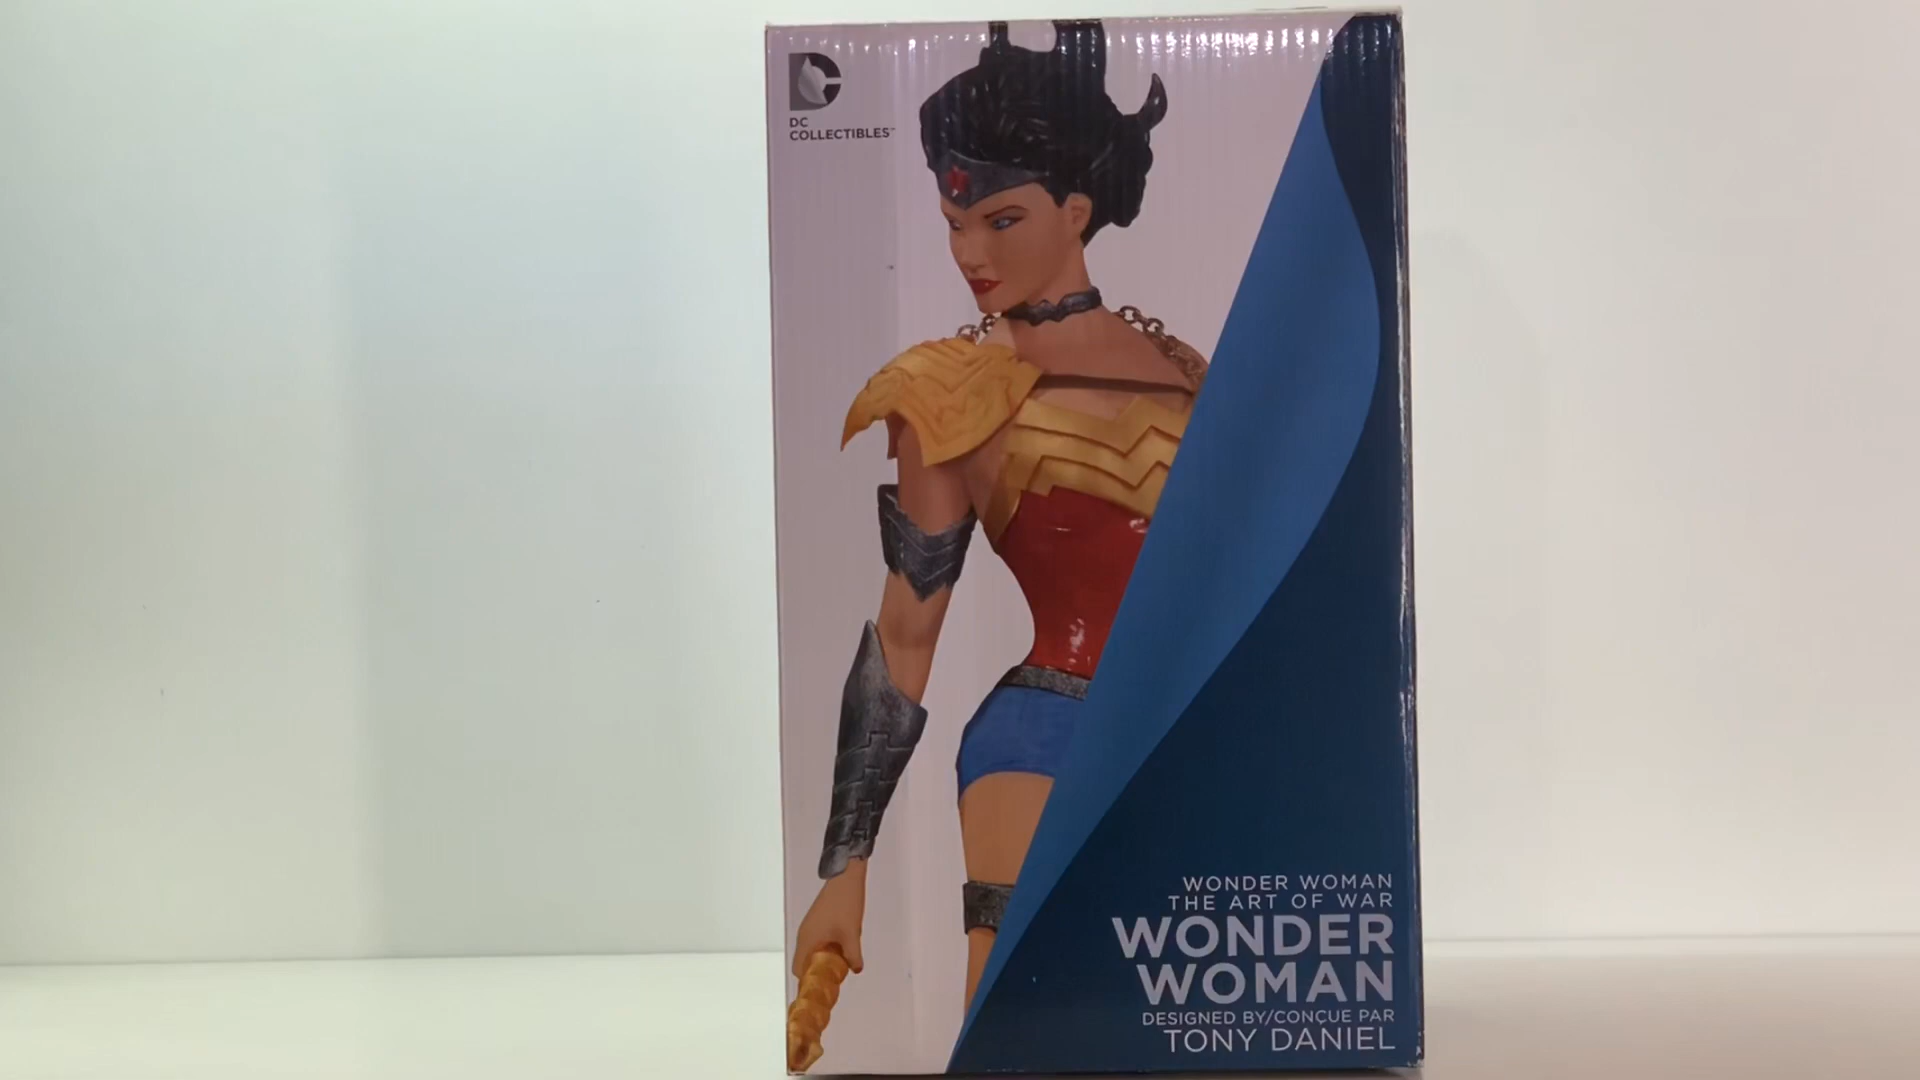 DC
COLLECTIBLES™
WONDER WOMAN
THE ART OF WAR
WONDER
WOMAN
DESIGNED BY/CONÇUE PAR
TONY DANIEL